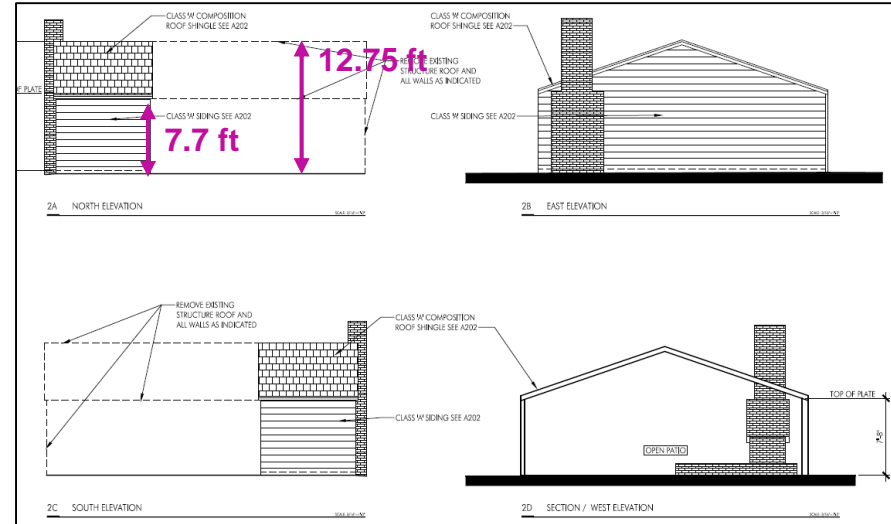 CLASS 'A' COMPOSITION
ROOF SHINGLE SEE A202
12.75 ft
REMOVE EXISTING
STRUCTURE ROOF AND
ALL WALLS AS INDICATED
OF PLATE
CLASS 'A' SIDING SEE A202
7.7 ft
2A NORTH ELEVATION
CLASS 'A' COMPOSITION
ROOF SHINGLE SEE A202
CLASS 'A' SIDING SEE A202
2B EAST ELEVATION
REMOVE EXISTING
STRUCTURE ROOF AND
ALL WALLS AS INDICATED
CLASS 'A' COMPOSITION
ROOF SHINGLE SEE A202
CLASS 'A' SIDING SEE A202
2C SOUTH ELEVATION
TOP OF PLATE
7'-8"
OPEN PATIO
2D SECTION / WEST ELEVATION